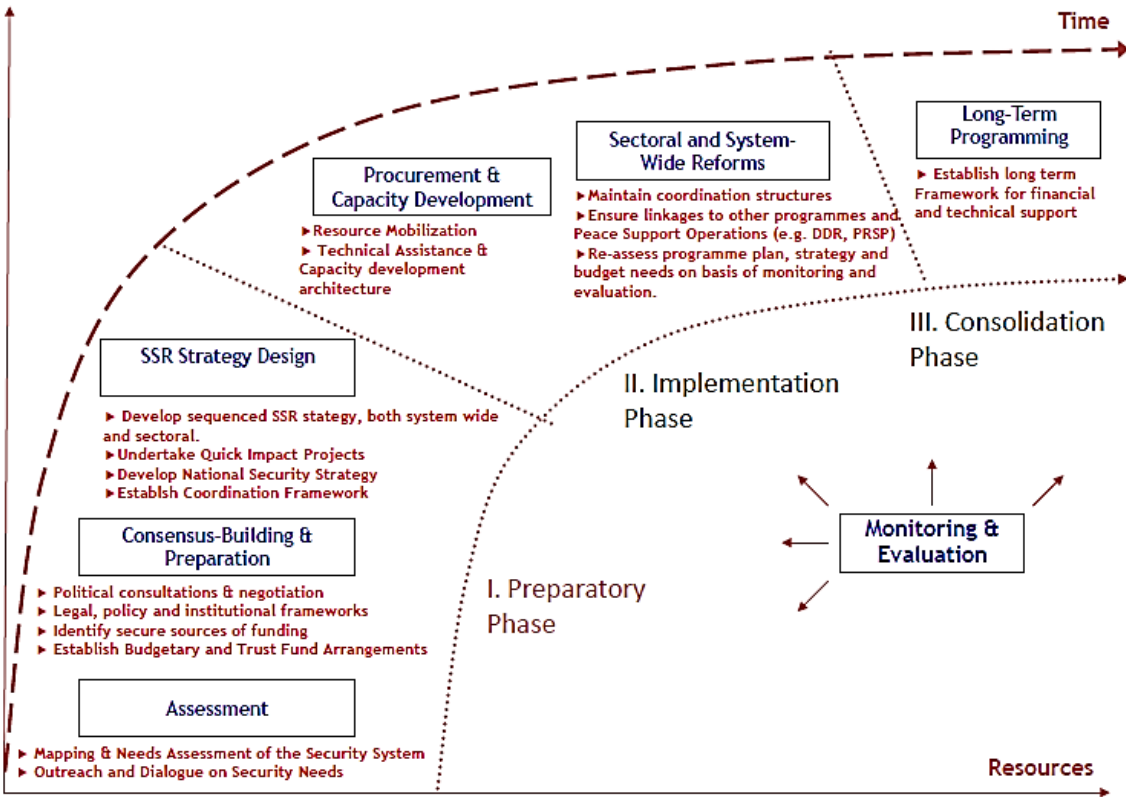 Time
Long-Term
Programming
► Establish long term
Framework for financial
and technical support
Sectoral and System-
Wide Reforms
►Maintain coordination structures
►Ensure linkages to other programmes and
Peace Support Operations (e.g. DDR, PRSP)
►Re-assess programme plan, strategy and
budget needs on basis of monitoring and
evaluation.
Procurement &
Capacity Development
►Resource Mobilization
► Technical Assistance &
Capacity development
architecture
III. Consolidation
Phase
SSR Strategy Design
► Develop sequenced SSR stategy, both system wide
and sectoral.
►Undertake Quick Impact Projects
►Develop National Security Strategy
►Establsh Coordination Framework
II. Implementation
Phase
Consensus-Building &
Preparation
► Political consultations & negotiation
► Legal, policy and institutional frameworks
► Identify secure sources of funding
► Establish Budgetary and Trust Fund Arrangements
I. Preparatory
Phase
Monitoring &
Evaluation
Assessment
► Mapping & Needs Assessment of the Security System
► Outreach and Dialogue on Security Needs
Resources